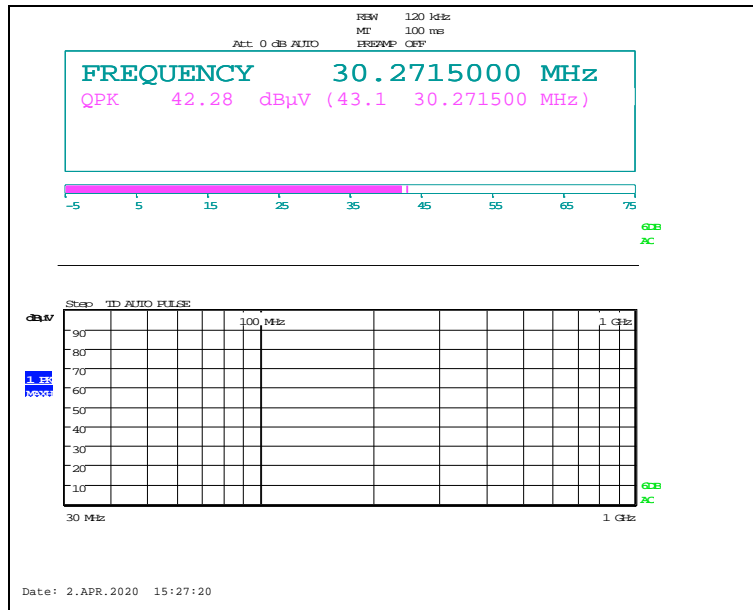 RBW 120 kHz
MT 100 ms
Att 0 dB AUTO PREAMP OFF
FREQUENCY 30.2715000 MHz
QPK 42.28 dBµV (43.1 30.271500 MHz)
-5 5 15 25 35 45 55 65 75
6DB
AC
Step TD AUTO PULSE
dBµV
100 MHz 1 GHz
90
80
70
1 PK
60
MAXH
50
40
30
20
10
6DB
AC
30 MHz 1 GHz
Date: 2.APR.2020 15:27:20